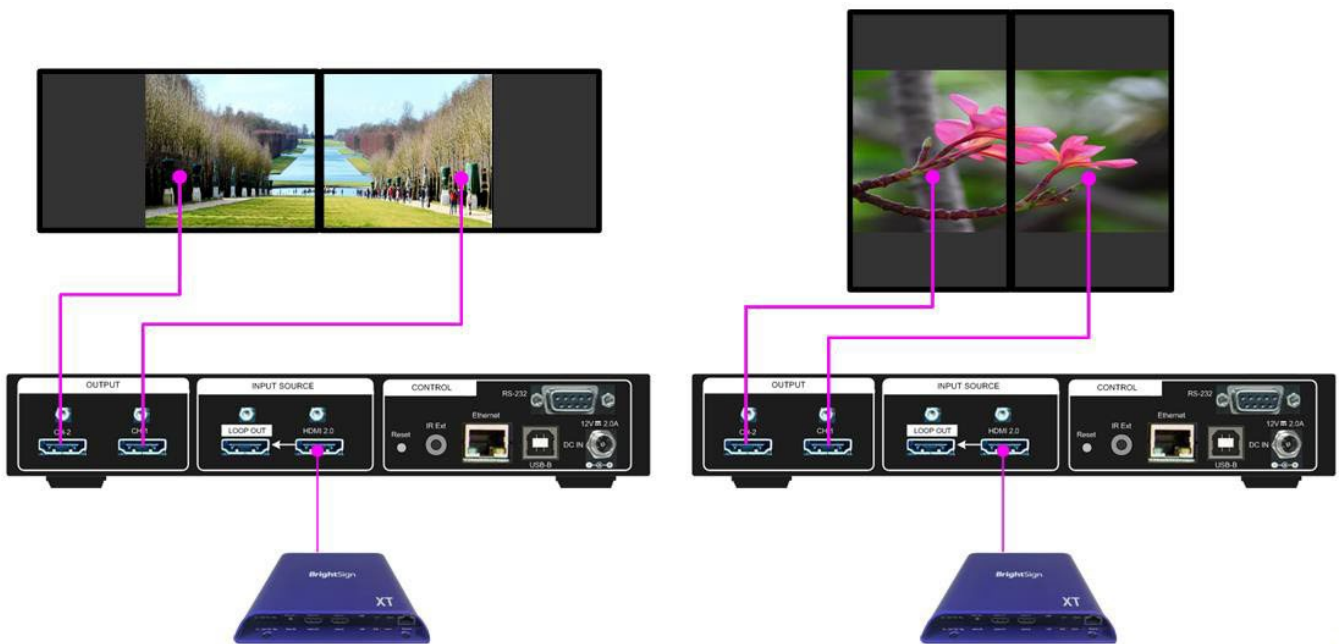 OUTPUT
INPUT SOURCE
CONTROL
RS-232
CH-2
CH-1
LOOP OUT
HDMI 2.0
Reset
IR Ext
Ethernet
USB-B
12V 2.0A
DC IN
BrightSign
XT
OUTPUT
INPUT SOURCE
CONTROL
RS-232
CH-2
CH-1
LOOP OUT
HDMI 2.0
Reset
IR Ext
Ethernet
USB-B
12V 2.0A
DC IN
BrightSign
XT